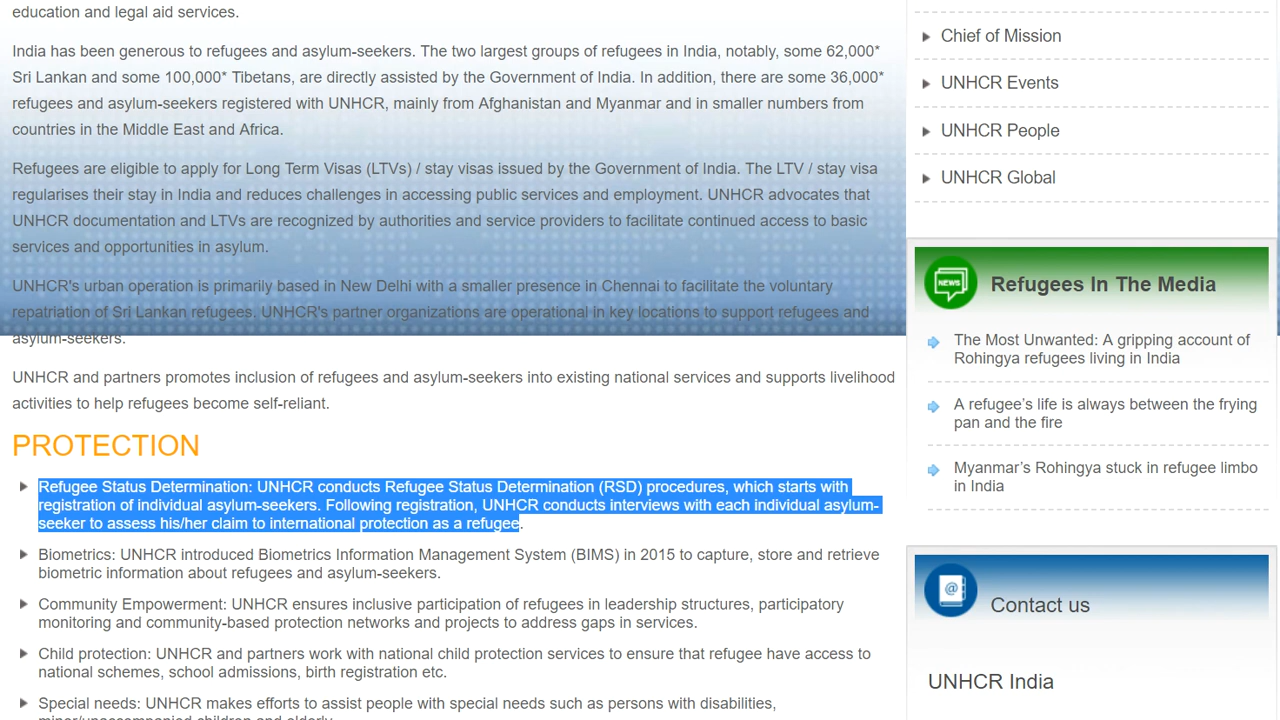 education and legal aid services.
India has been generous to refugees and asylum-seekers. The two largest groups of refugees in India, notably, some 62,000*
Sri Lankan and some 100,000* Tibetans, are directly assisted by the Government of India. In addition, there are some 36,000*
refugees and asylum-seekers registered with UNHCR, mainly from Afghanistan and Myanmar and in smaller numbers from
countries in the Middle East and Africa.
Refugees are eligible to apply for Long Term Visas (LTVs) / stay visas issued by the Government of India. The LTV / stay visa
regularises their stay in India and reduces challenges in accessing public services and employment. UNHCR advocates that
UNHCR documentation and LTVs are recognized by authorities and service providers to facilitate continued access to basic
services and opportunities in asylum.
UNHCR's urban operation is primarily based in New Delhi with a smaller presence in Chennai to facilitate the voluntary
repatriation of Sri Lankan refugees. UNHCR's partner organizations are operational in key locations to support refugees and
asylum-seekers.
UNHCR and partners promotes inclusion of refugees and asylum-seekers into existing national services and supports livelihood
activities to help refugees become self-reliant.
PROTECTION
Refugee Status Determination: UNHCR conducts Refugee Status Determination (RSD) procedures, which starts with
registration of individual asylum-seekers. Following registration, UNHCR conducts interviews with each individual asylum-
seeker to assess his/her claim to international protection as a refugee.
Biometrics: UNHCR introduced Biometrics Information Management System (BIMS) in 2015 to capture, store and retrieve
biometric information about refugees and asylum-seekers.
Community Empowerment: UNHCR ensures inclusive participation of refugees in leadership structures, participatory
monitoring and community-based protection networks and projects to address gaps in services.
Child protection: UNHCR and partners work with national child protection services to ensure that refugee have access to
national schemes, school admissions, birth registration etc.
Special needs: UNHCR makes efforts to assist people with special needs such as persons with disabilities,
minor/unaccompanied children and elderly.
Chief of Mission
UNHCR Events
UNHCR People
UNHCR Global
NEWS
Refugees In The Media
The Most Unwanted: A gripping account of
Rohingya refugees living in India
A refugee’s life is always between the frying
pan and the fire
Myanmar’s Rohingya stuck in refugee limbo
in India
@
Contact us
UNHCR India